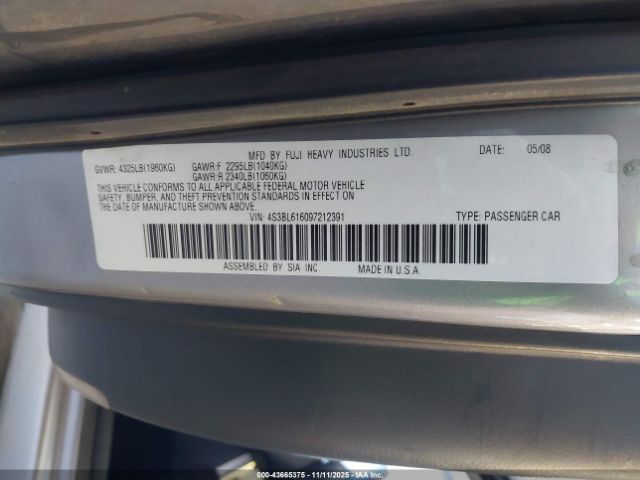 MFD BY FUJI HEAVY INDUSTRIES LTD. DATE: 05/08
GVWR: 4325LB(1960KG) GAWR:F 2295LB(1040KG)
GAWR:R 2340LB(1060KG)
THIS VEHICLE CONFORMS TO ALL APPLICABLE FEDERAL MOTOR VEHICLE
SAFETY, BUMPER, AND THEFT PREVENTION STANDARDS IN EFFECT ON
THE DATE OF MANUFACTURE SHOWN ABOVE.
VIN: 4S3BL616097212391 TYPE: PASSENGER CAR
ASSEMBLED BY SIA INC. MADE IN U.S.A.
000-43665375 - 11/11/2025 - IAAI.COM